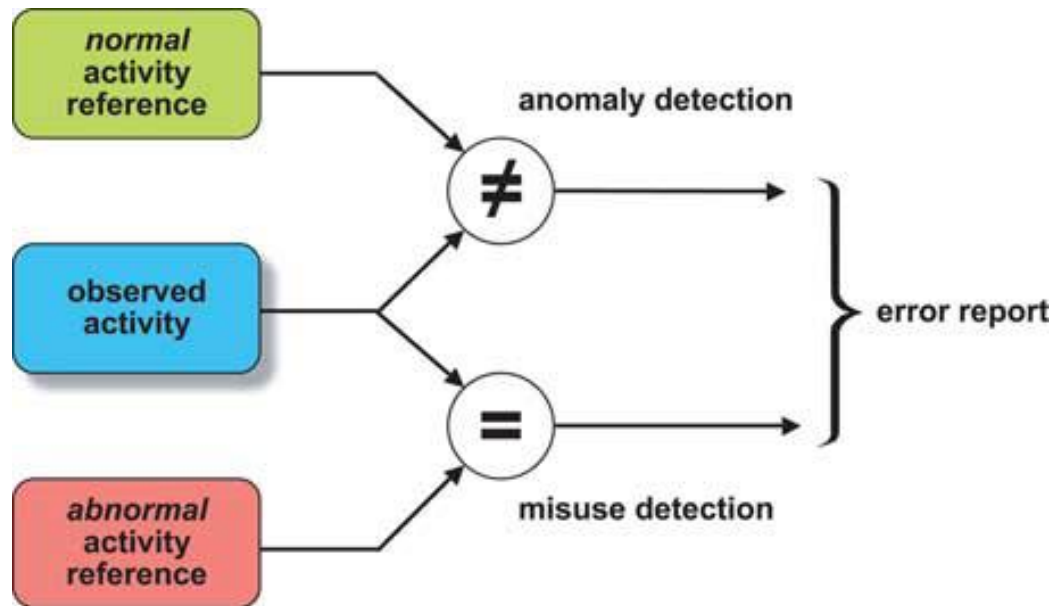 normal
activity
reference
anomaly detection
≠
observed
activity
error report
=
misuse detection
abnormal
activity
reference